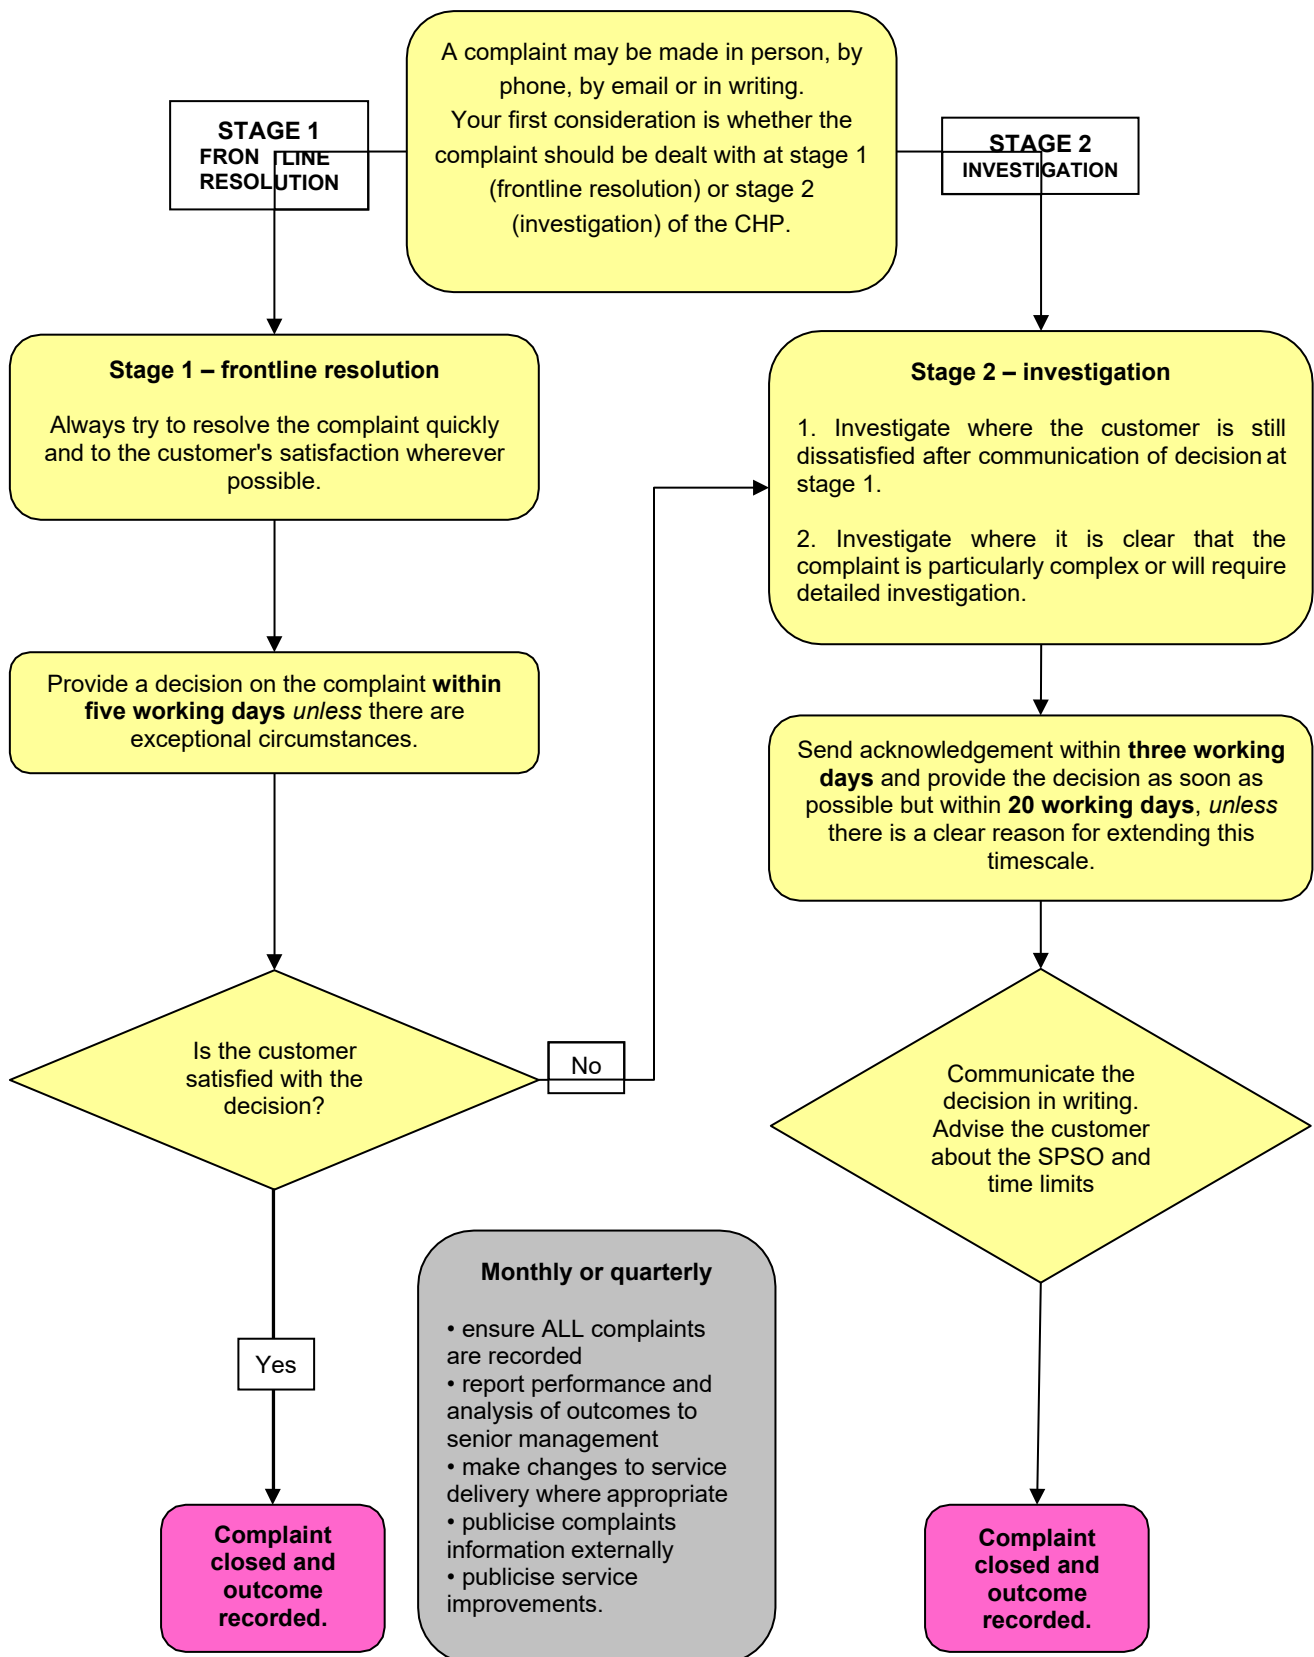 A complaint may be made in person, by
phone, by email or in writing.
Your first consideration is whether the
complaint should be dealt with at stage 1
(frontline resolution) or stage 2
(investigation) of the CHP.
STAGE 1
FRONTLINE
RESOLUTION
STAGE 2
INVESTIGATION
Stage 1 – frontline resolution
Always try to resolve the complaint quickly
and to the customer's satisfaction wherever
possible.
Stage 2 – investigation
1. Investigate where the customer is still
dissatisfied after communication of decision at
stage 1.
2. Investigate where it is clear that the
complaint is particularly complex or will require
detailed investigation.
Provide a decision on the complaint within
five working days unless there are
exceptional circumstances.
Send acknowledgement within three working
days and provide the decision as soon as
possible but within 20 working days, unless
there is a clear reason for extending this
timescale.
Is the customer
satisfied with the
decision?
No
Communicate the
decision in writing.
Advise the customer
about the SPSO and
time limits
Yes
Monthly or quarterly
• ensure ALL complaints
are recorded
• report performance and
analysis of outcomes to
senior management
• make changes to service
delivery where appropriate
• publicise complaints
information externally
• publicise service
improvements.
Complaint
closed and
outcome
recorded.
Complaint
closed and
outcome
recorded.